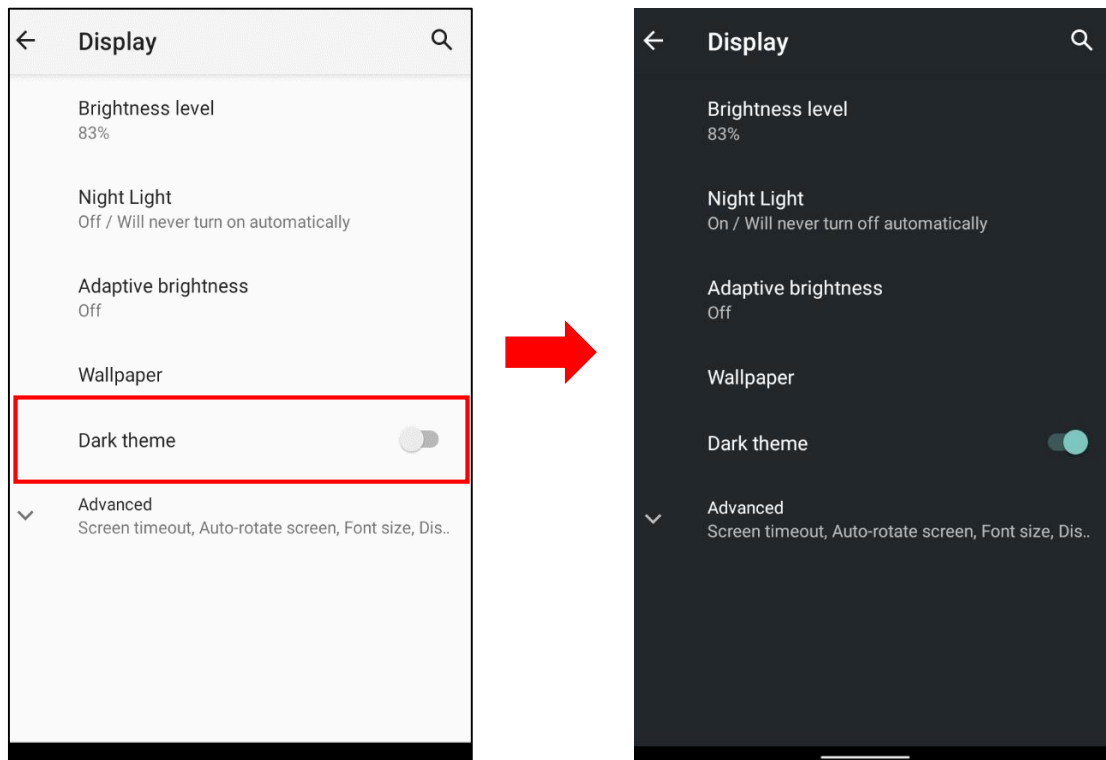 Display
Brightness level
83%
Night Light
Off / Will never turn on automatically
Adaptive brightness
Off
Wallpaper
Dark theme
Advanced
Screen timeout, Auto-rotate screen, Font size, Dis..
Display
Brightness level
83%
Night Light
On / Will never turn off automatically
Adaptive brightness
Off
Wallpaper
Dark theme
Advanced
Screen timeout, Auto-rotate screen, Font size, Dis..